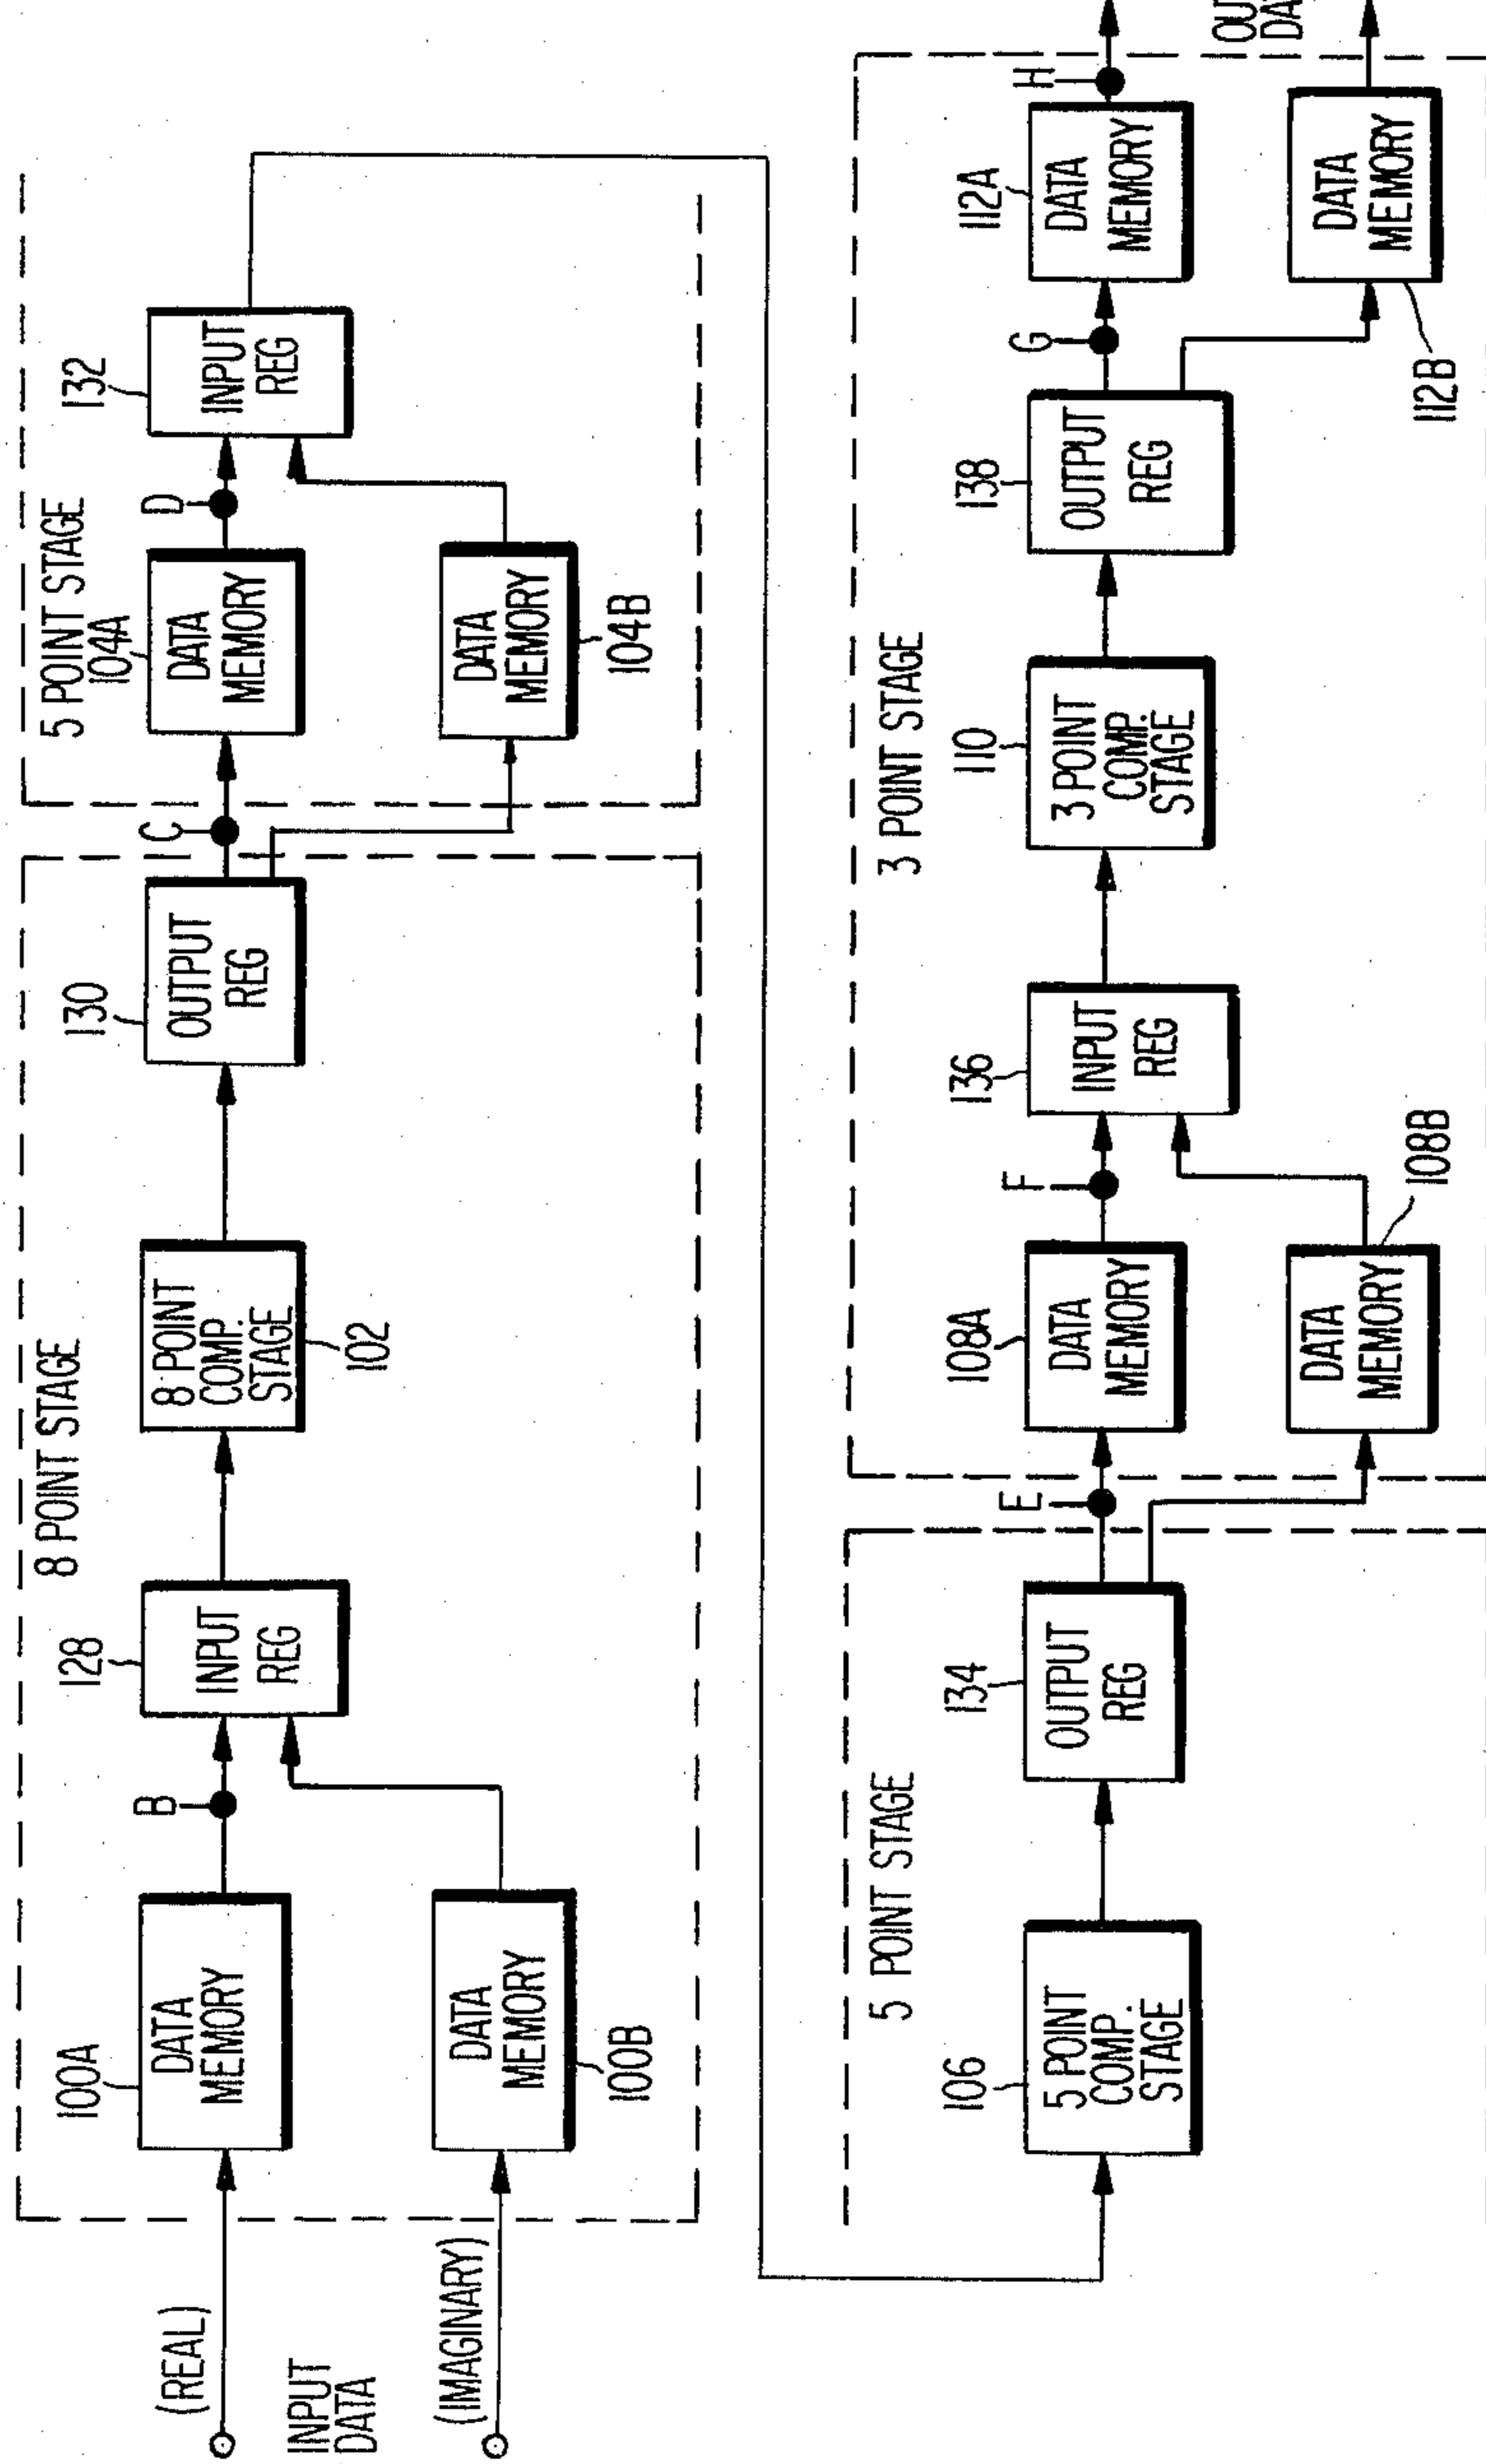 8 POINT STAGE
100A
DATA
MEMORY
B
128
INPUT
REG
8 POINT
COMP.
STAGE
102
130
OUTPUT
REG
C
(REAL)
INPUT
DATA
(IMAGINARY)
DATA
MEMORY
100B
5 POINT STAGE
104A
DATA
MEMORY
D
132
INPUT
REG
DATA
MEMORY
104B
5 POINT STAGE
106
5 POINT
COMP.
STAGE
134
OUTPUT
REG
E
3 POINT STAGE
108A
DATA
MEMORY
F
136
INPUT
REG
110
3 POINT
COMP.
STAGE
138
OUTPUT
REG
G
112A
DATA
MEMORY
H
DATA
MEMORY
108B
DATA
MEMORY
112B